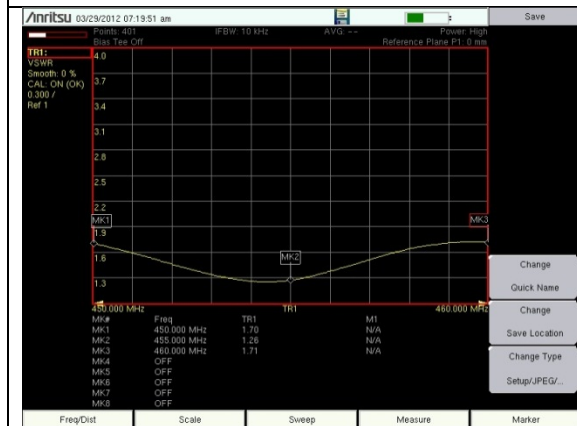 Anritsu 03/29/2012 07:19:51 am
Save
Points: 401 IFBW: 10 kHz AVG: -- Power: High
Bias Tee Off Reference Plane P1: 0 mm
TR1:
VSWR
Smooth: 0 %
CAL: ON (OK)
0.300 /
Ref 1
4.0
3.7
3.4
3.1
2.8
2.5
2.2
MK1 MK3
1.9
1.6 MK2
1.3
450.000 MHz TR1 460.000 MHz
MK# Freq TR1 M1
MK1 450.000 MHz 1.70 N/A
MK2 455.000 MHz 1.26 N/A
MK3 460.000 MHz 1.71 N/A
MK4 OFF
MK5 OFF
MK6 OFF
MK7 OFF
MK8 OFF
Change
Quick Name
Change
Save Location
Change Type
Setup/JPEG/...
Freq/Dist Scale Sweep Measure Marker